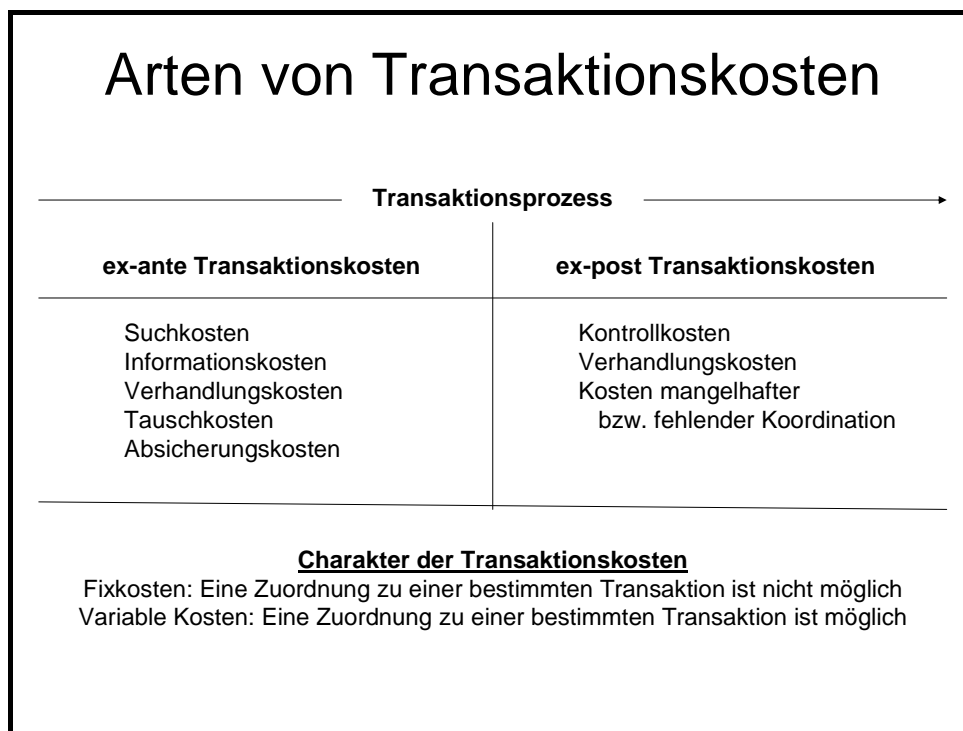 Arten von Transaktionskosten
Transaktionsprozess
ex-ante Transaktionskosten
Suchkosten
Informationskosten
Verhandlungskosten
Tauschkosten
Absicherungskosten
ex-post Transaktionskosten
Kontrollkosten
Verhandlungskosten
Kosten mangelhafter
bzw. fehlender Koordination
Charakter der Transaktionskosten
Fixkosten: Eine Zuordnung zu einer bestimmten Transaktion ist nicht möglich
Variable Kosten: Eine Zuordnung zu einer bestimmten Transaktion ist möglich